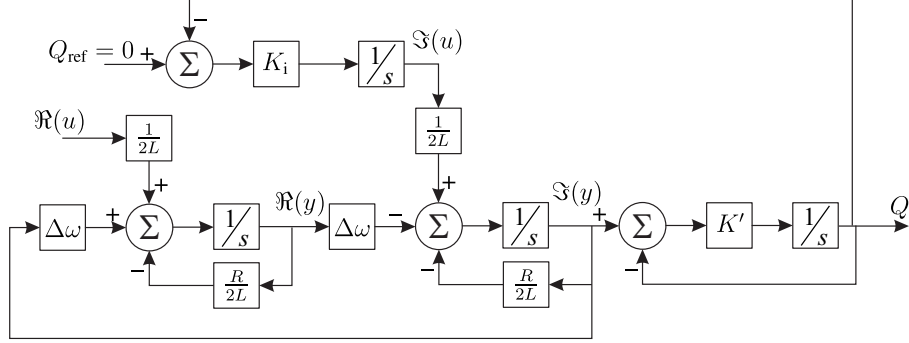 −
Q_ref = 0 + Σ K_i 1/s ℑ(u)
ℜ(u) 1/2L 1/2L
+ +
Δω + Σ 1/s ℜ(y) Δω − Σ 1/s ℑ(y) + Σ K′ 1/s Q
− R/2L − R/2L −